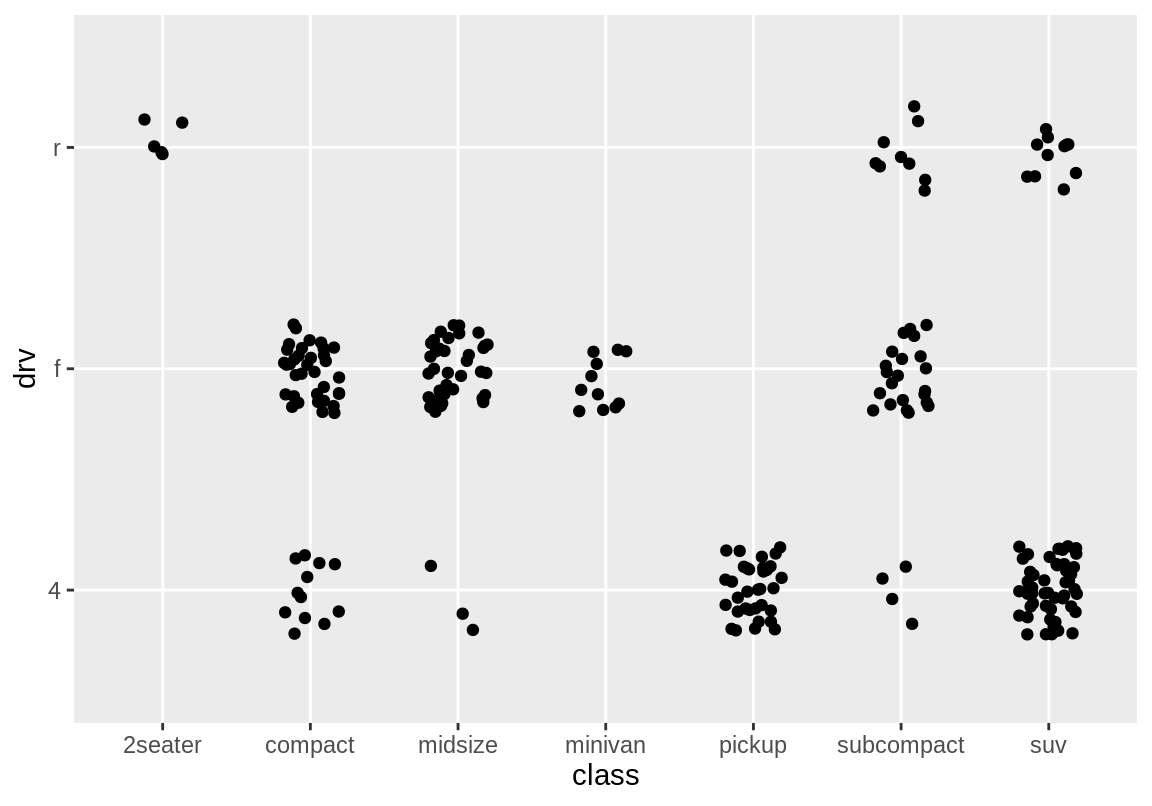 r
f
4
drv
2seater compact midsize minivan pickup subcompact suv
class